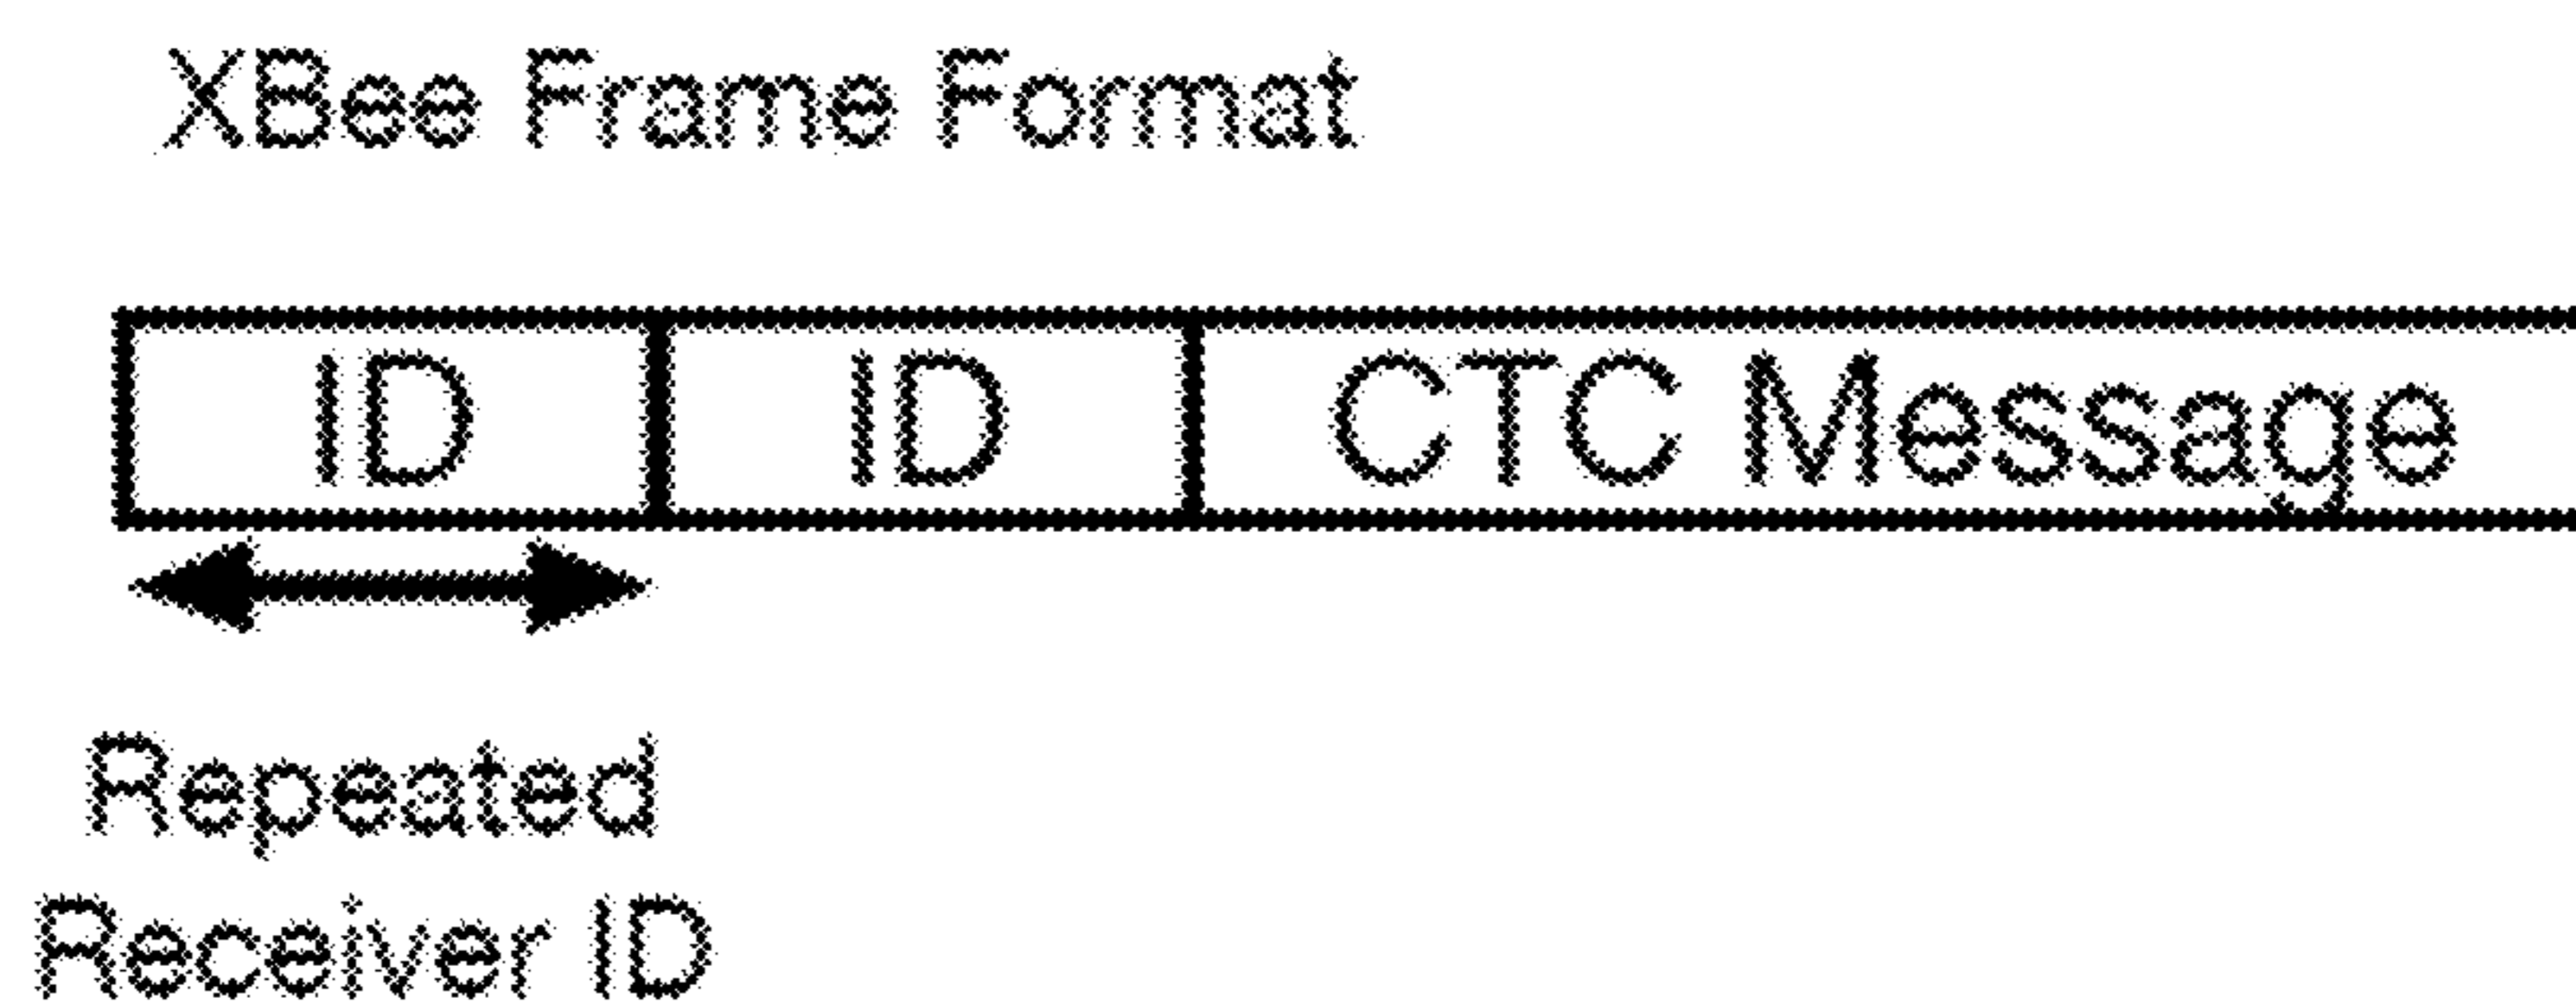 XBee Frame Format
ID ID CTC Message
Repeated
Receiver ID